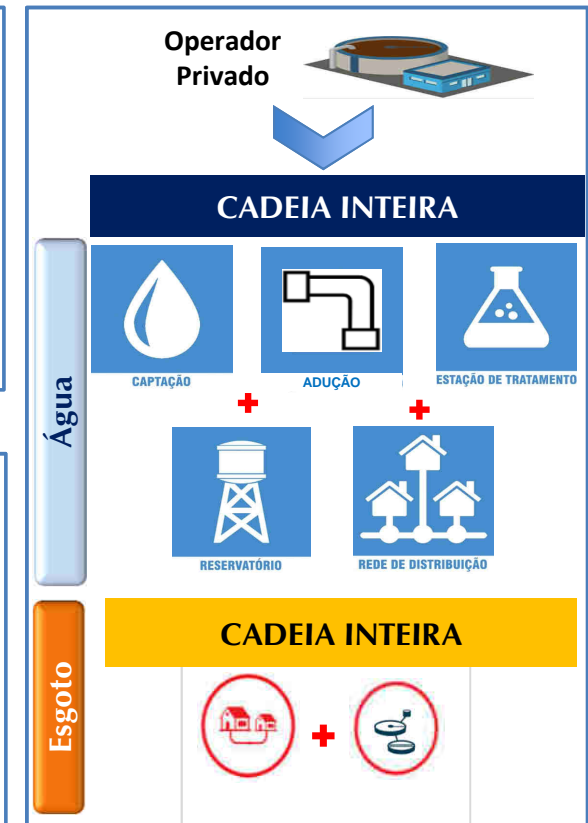 Operador
Privado
CADEIA INTEIRA
Água
CAPTAÇÃO
ADUÇÃO
ESTAÇÃO DE TRATAMENTO
RESERVATÓRIO
REDE DE DISTRIBUIÇÃO
Esgoto
CADEIA INTEIRA